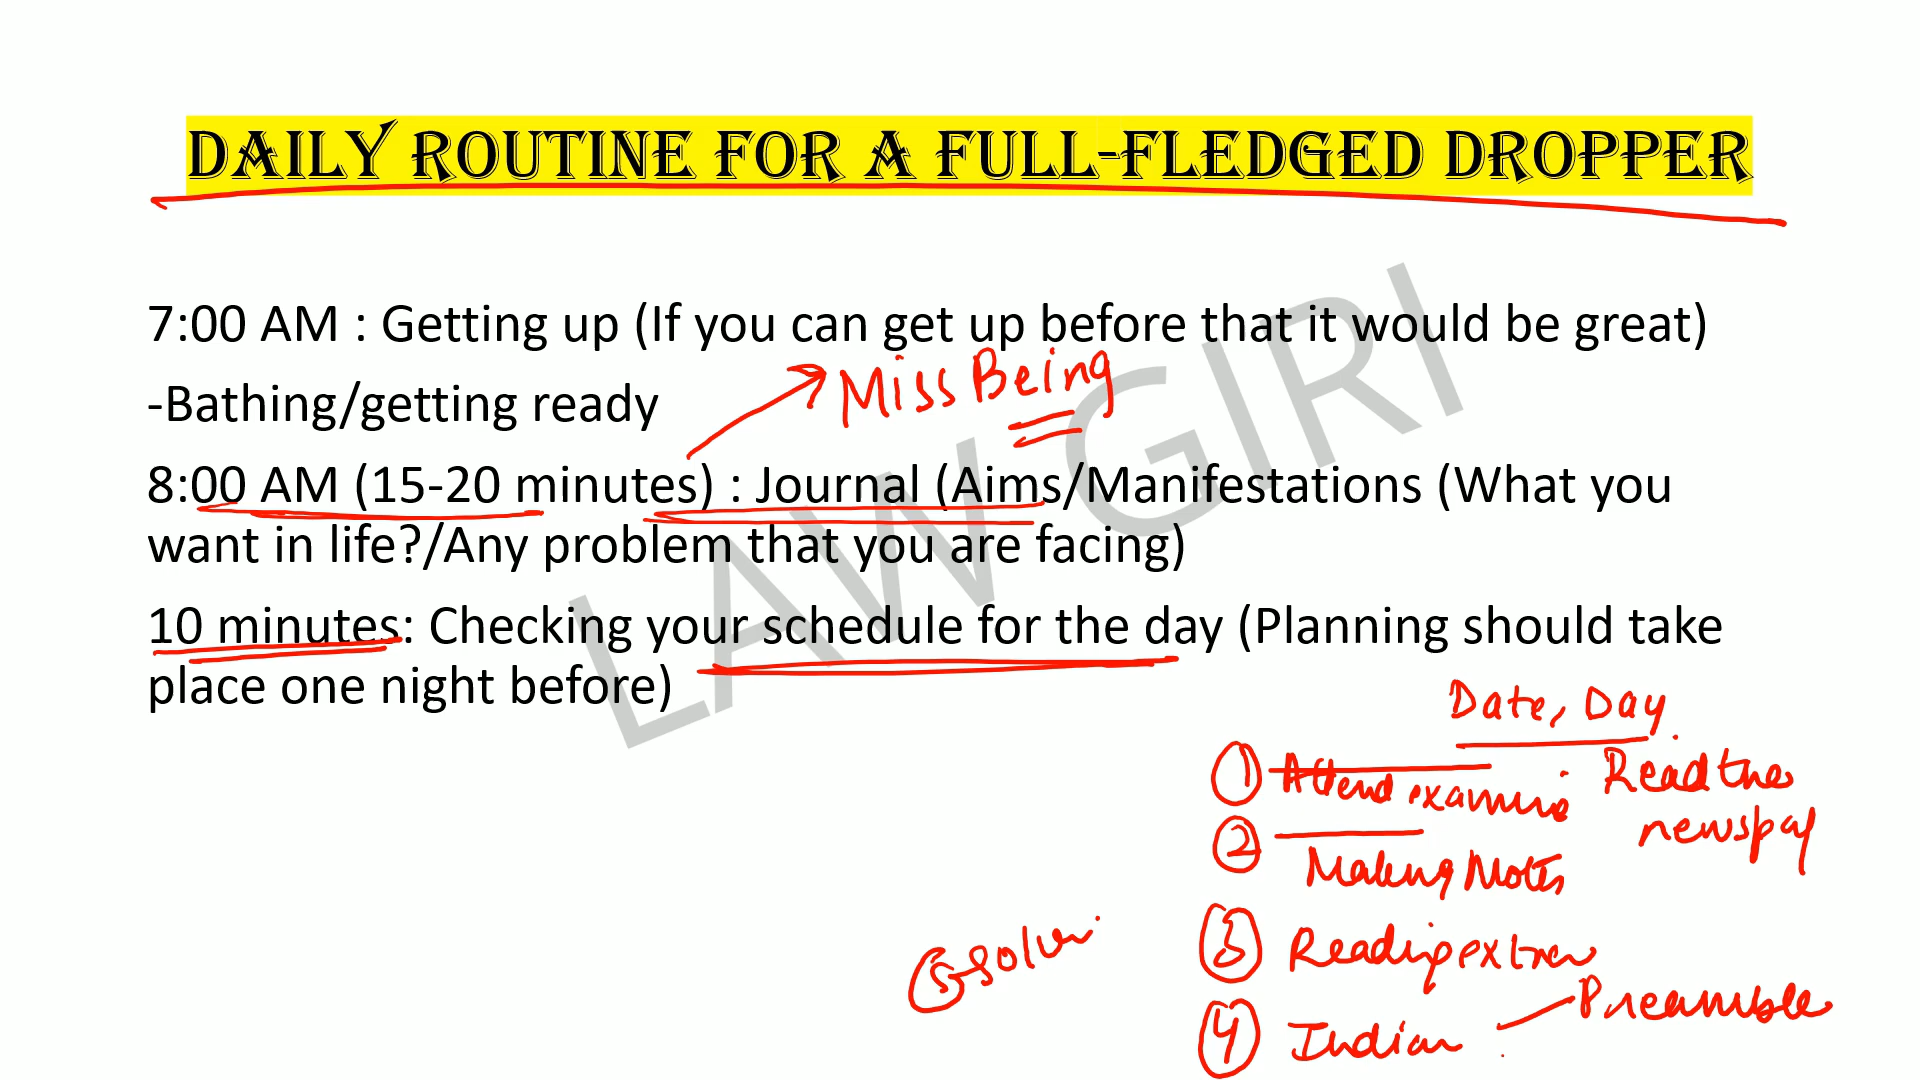 DAILY ROUTINE FOR A FULL-FLEDGED DROPPER
7:00 AM : Getting up (If you can get up before that it would be great)
Miss Being
-Bathing/getting ready
8:00 AM (15-20 minutes) : Journal (Aims/Manifestations (What you
want in life?/Any problem that you are facing)
10 minutes: Checking your schedule for the day (Planning should take
place one night before)
LAW GIRI
Date, Day
① Attend Read the
② Making Notes
③ Reading extra
④ Indian Preamble
⑤